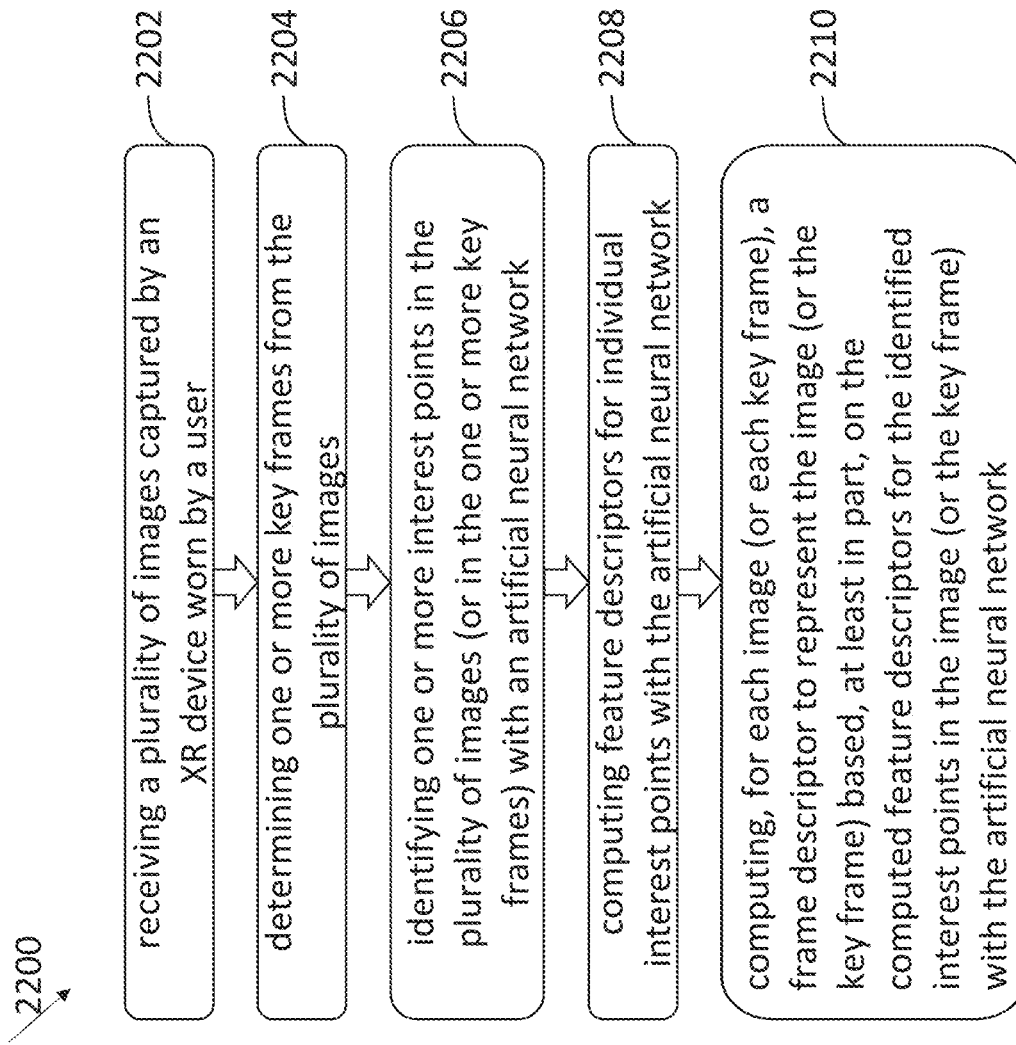 2200
receiving a plurality of images captured by an
XR device worn by a user
2202
determining one or more key frames from the
plurality of images
2204
identifying one or more interest points in the
plurality of images (or in the one or more key
frames) with an artificial neural network
2206
computing feature descriptors for individual
interest points with the artificial neural network
2208
computing, for each image (or each key frame), a
frame descriptor to represent the image (or the
key frame) based, at least in part, on the
computed feature descriptors for the identified
interest points in the image (or the key frame)
with the artificial neural network
2210